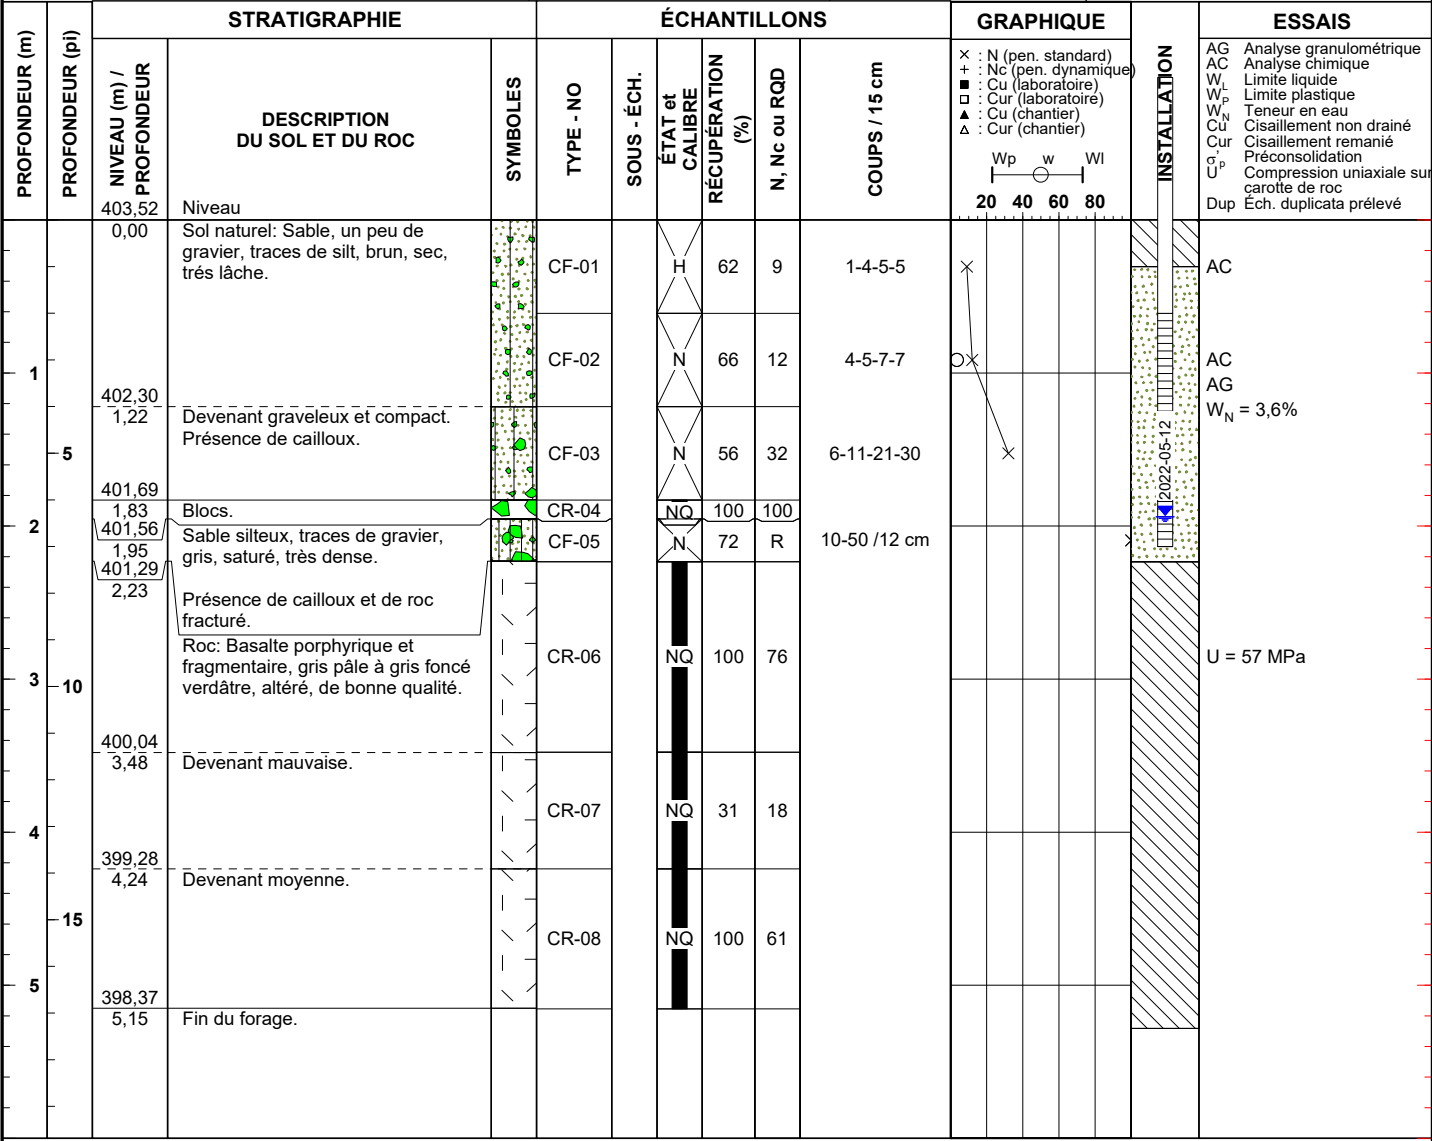 STRATIGRAPHIE
ÉCHANTILLONS
GRAPHIQUE
ESSAIS
PROFONDEUR (m)
PROFONDEUR (pi)
NIVEAU (m) /
PROFONDEUR
DESCRIPTION
DU SOL ET DU ROC
SYMBOLES
TYPE - NO
SOUS - ÉCH.
ÉTAT et
CALIBRE
RÉCUPÉRATION
(%)
N, Nc ou RQD
COUPS / 15 cm
× : N (pen. standard)
+ : Nc (pen. dynamique)
■ : Cu (laboratoire)
□ : Cur (laboratoire)
▲ : Cu (chantier)
△ : Cur (chantier)
Wp w Wl
20 40 60 80
INSTALLATION
AG Analyse granulométrique
AC Analyse chimique
WL Limite liquide
WP Limite plastique
WN Teneur en eau
Cu Cisaillement non drainé
Cur Cisaillement remanié
σ'p Préconsolidation
U Compression uniaxiale sur
carotte de roc
Dup Éch. duplicata prélevé
403,52 Niveau
0,00 Sol naturel: Sable, un peu de
gravier, traces de silt, brun, sec,
trés lâche.
CF-01 H 62 9 1-4-5-5 AC
CF-02 N 66 12 4-5-7-7 AC
1
AG
402,30
WN = 3,6%
1,22 Devenant graveleux et compact.
Présence de cailloux.
5
CF-03 N 56 32 6-11-21-30
2022-05-12
401,69
1,83 Blocs.
CR-04 NQ 100 100
2
401,56
Sable silteux, traces de gravier,
gris, saturé, très dense.
CF-05 N 72 R 10-50 /12 cm
1,95
401,29
2,23
Présence de cailloux et de roc
fracturé.
Roc: Basalte porphyrique et
fragmentaire, gris pâle à gris foncé
verdâtre, altéré, de bonne qualité.
CR-06 NQ 100 76 U = 57 MPa
3
10
400,04
3,48 Devenant mauvaise.
CR-07 NQ 31 18
4
399,28
4,24 Devenant moyenne.
15
CR-08 NQ 100 61
5
398,37
5,15 Fin du forage.